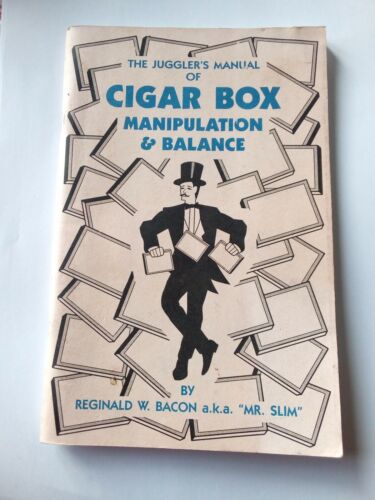 THE JUGGLER'S MANUAL
OF
CIGAR BOX
MANIPULATION
& BALANCE
BY
REGINALD W. BACON a.k.a. "MR. SLIM"